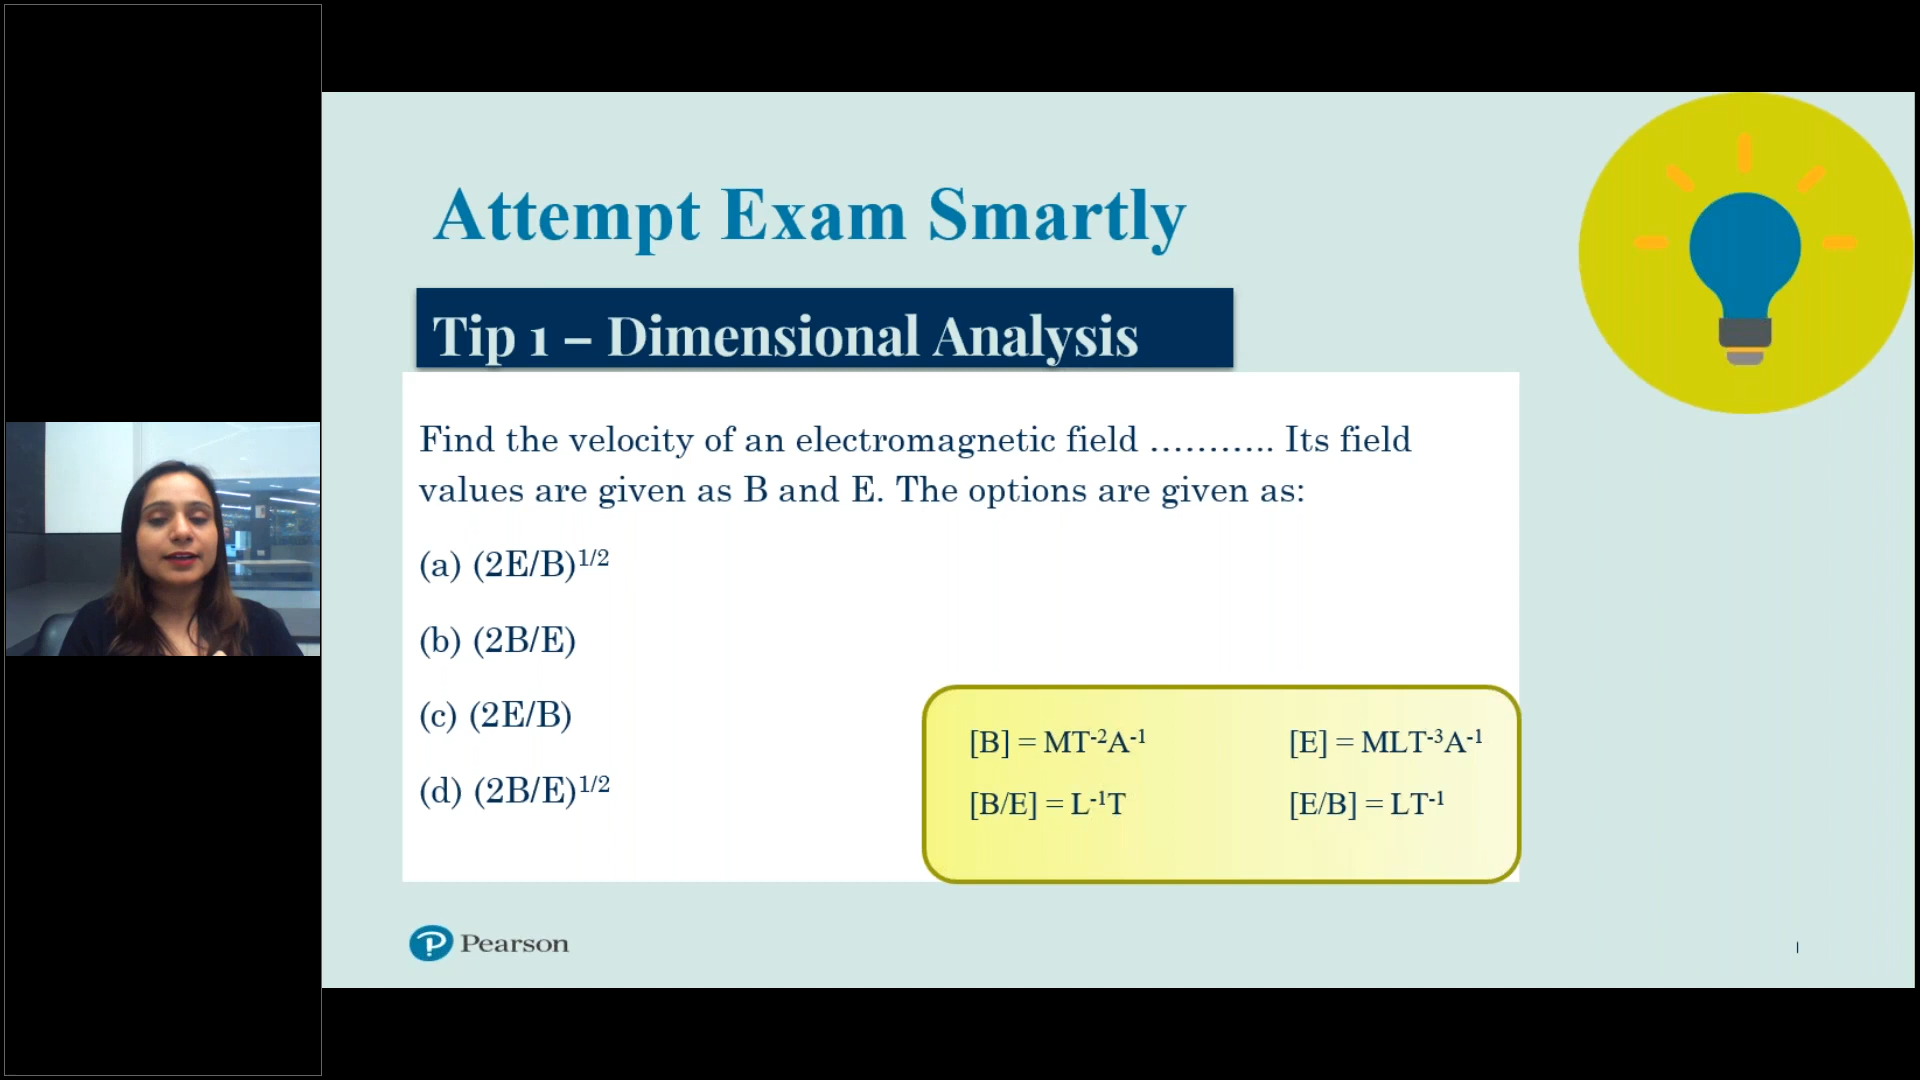 Attempt Exam Smartly
Tip 1 – Dimensional Analysis
Find the velocity of an electromagnetic field ........... Its field
values are given as B and E. The options are given as:
(a) (2E/B)¹/²
(b) (2B/E)
(c) (2E/B)
(d) (2B/E)¹/²
[B] = MT⁻²A⁻¹ [E] = MLT⁻³A⁻¹
[B/E] = L⁻¹T [E/B] = LT⁻¹
Pearson